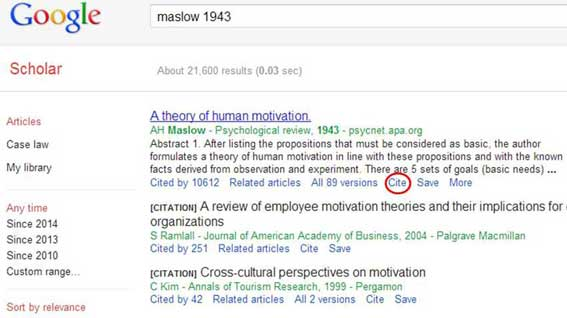 Google
maslow 1943
Scholar
About 21,600 results (0.03 sec)
Articles
Case law
My library
Any time
Since 2014
Since 2013
Since 2010
Custom range...
Sort by relevance
A theory of human motivation.
AH Maslow - Psychological review, 1943 - psycnet.apa.org
Abstract 1. After listing the propositions that must be considered as basic, the author
formulates a theory of human motivation in line with these propositions and with the known
facts derived from observation and experiment. There are 5 sets of goals (basic needs) ...
Cited by 10612 Related articles All 89 versions Cite Save More
[CITATION] A review of employee motivation theories and their implications for
organizations
S Ramlall - Journal of American Academy of Business, 2004 - Palgrave Macmillan
Cited by 251 Related articles Cite Save
[CITATION] Cross-cultural perspectives on motivation
C Kim - Annals of Tourism Research, 1999 - Pergamon
Cited by 42 Related articles All 2 versions Cite Save